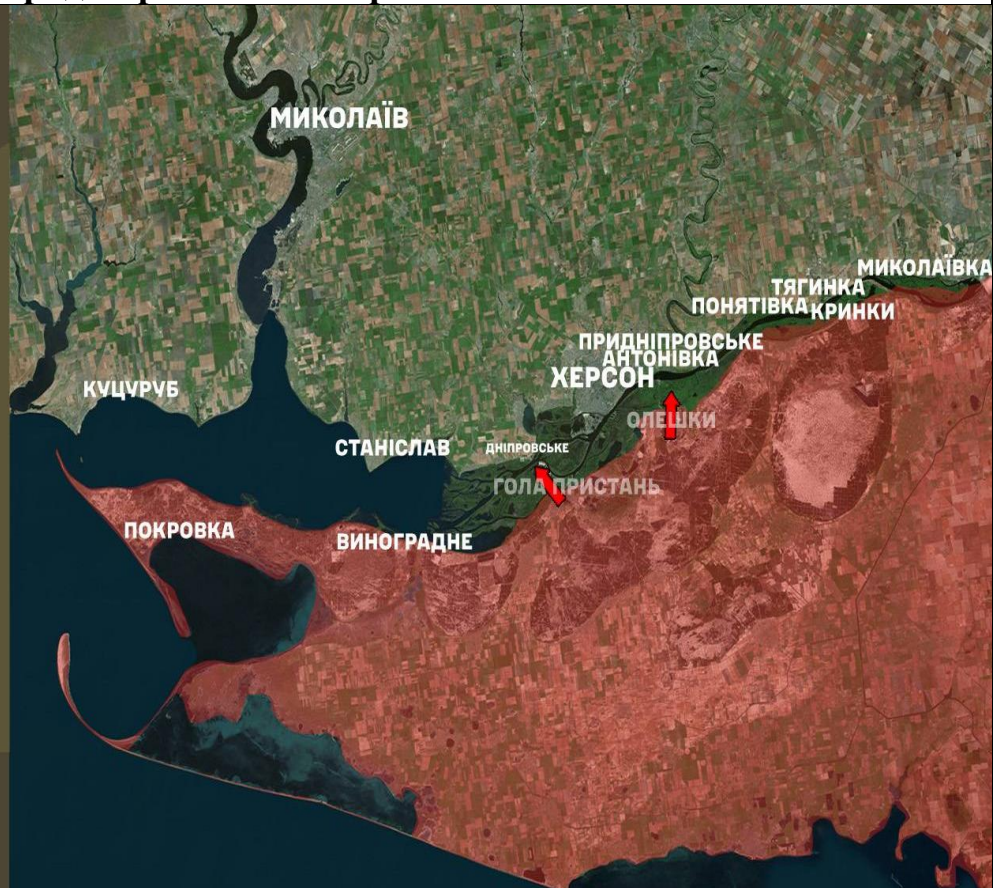 МИКОЛАЇВ
МИКОЛАЇВКА
ТЯГИНКА
ПОНЯТІВКА КРИНКИ
ПРИДНІПРОВСЬКЕ
АНТОНІВКА
ХЕРСОН
КУЦУРУБ
ОЛЕШКИ
СТАНІСЛАВ ДНІПРОВСЬКЕ
ГОЛА ПРИСТАНЬ
ПОКРОВКА ВИНОГРАДНЕ